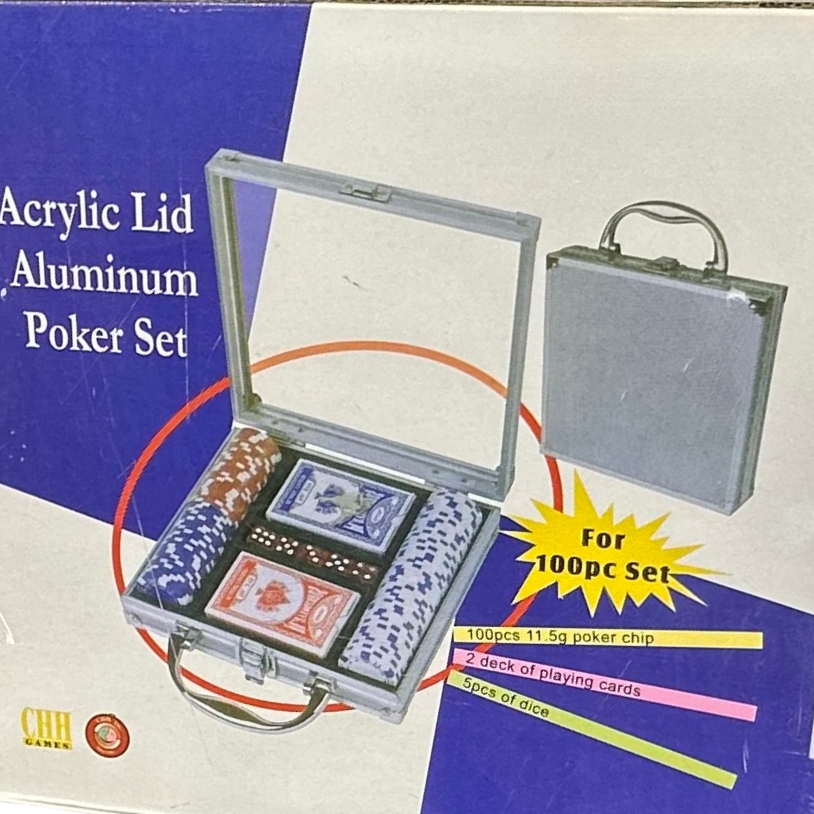 Acrylic Lid
Aluminum
Poker Set
For
100pc Set
100pcs 11.5g poker chip
2 deck of playing cards
5pcs of dice
CHH
GAMES